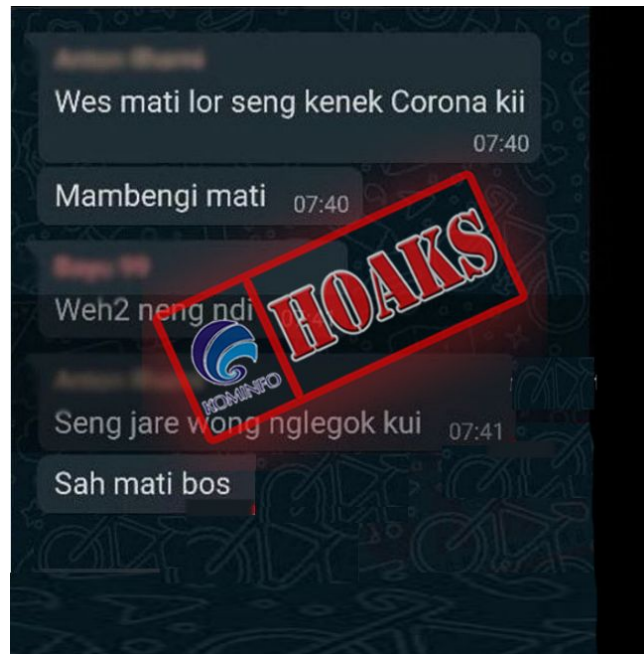 Wes mati lor seng kenek Corona kii
07:40
Mambengi mati 07:40
Weh2 neng ndi
HOAKS
KOMINFO
Seng jare wong nglegok kui 07:41
Sah mati bos